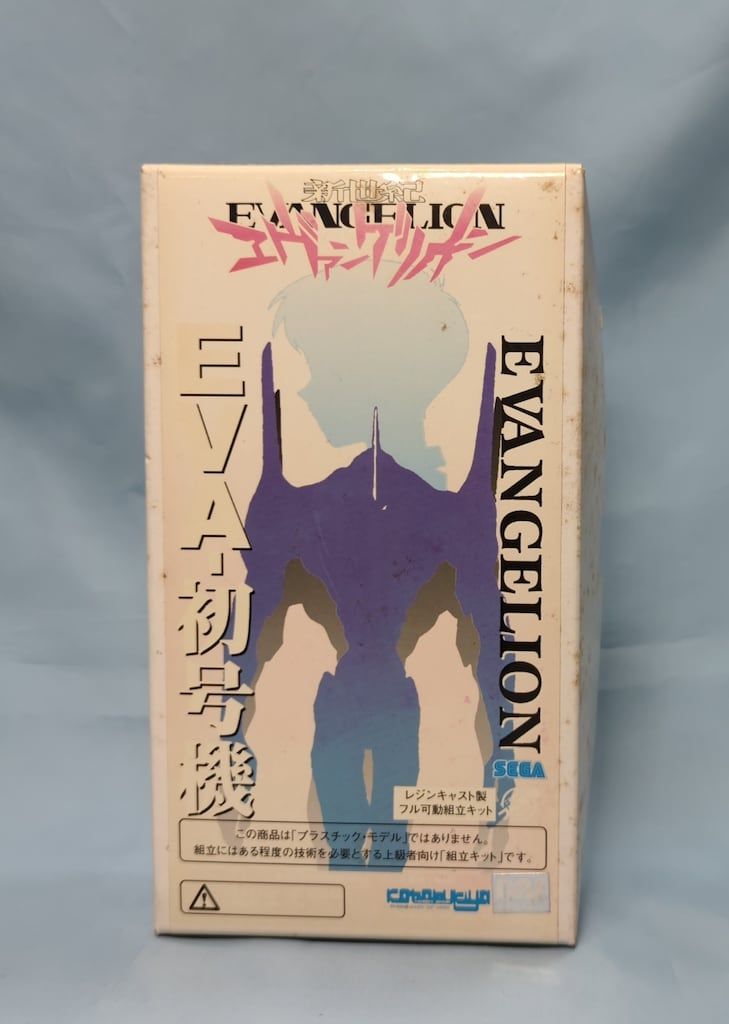 新世紀
EVANGELION
エヴァンゲリオン
EVA初号機
EVANGELION
SEGA
レジンキャスト製
フル可動組立キット
この商品は「プラスチック・モデル」ではありません。
組立にはある程度の技術を必要とする上級者向け「組立キット」です。
kotobukiya